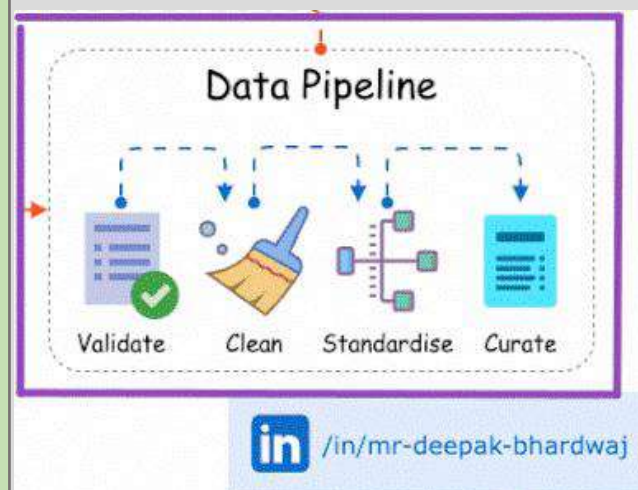 Data Pipeline
Validate Clean Standardise Curate
in /in/mr-deepak-bhardwaj